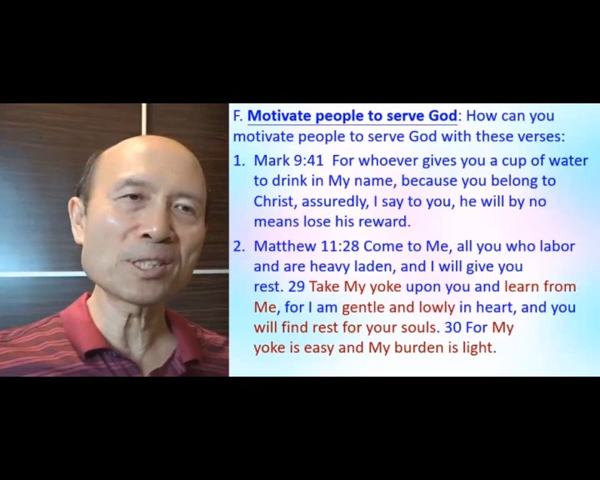 F. Motivate people to serve God: How can you
motivate people to serve God with these verses:
1. Mark 9:41 For whoever gives you a cup of water
to drink in My name, because you belong to
Christ, assuredly, I say to you, he will by no
means lose his reward.
2. Matthew 11:28 Come to Me, all you who labor
and are heavy laden, and I will give you
rest. 29 Take My yoke upon you and learn from
Me, for I am gentle and lowly in heart, and you
will find rest for your souls. 30 For My
yoke is easy and My burden is light.